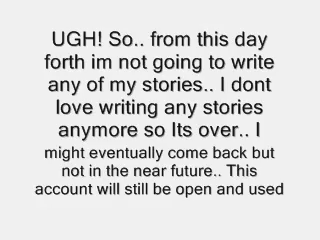 UGH! So.. from this day
forth im not going to write
any of my stories.. I dont
love writing any stories
anymore so Its over.. I
might eventually come back but
not in the near future.. This
account will still be open and used